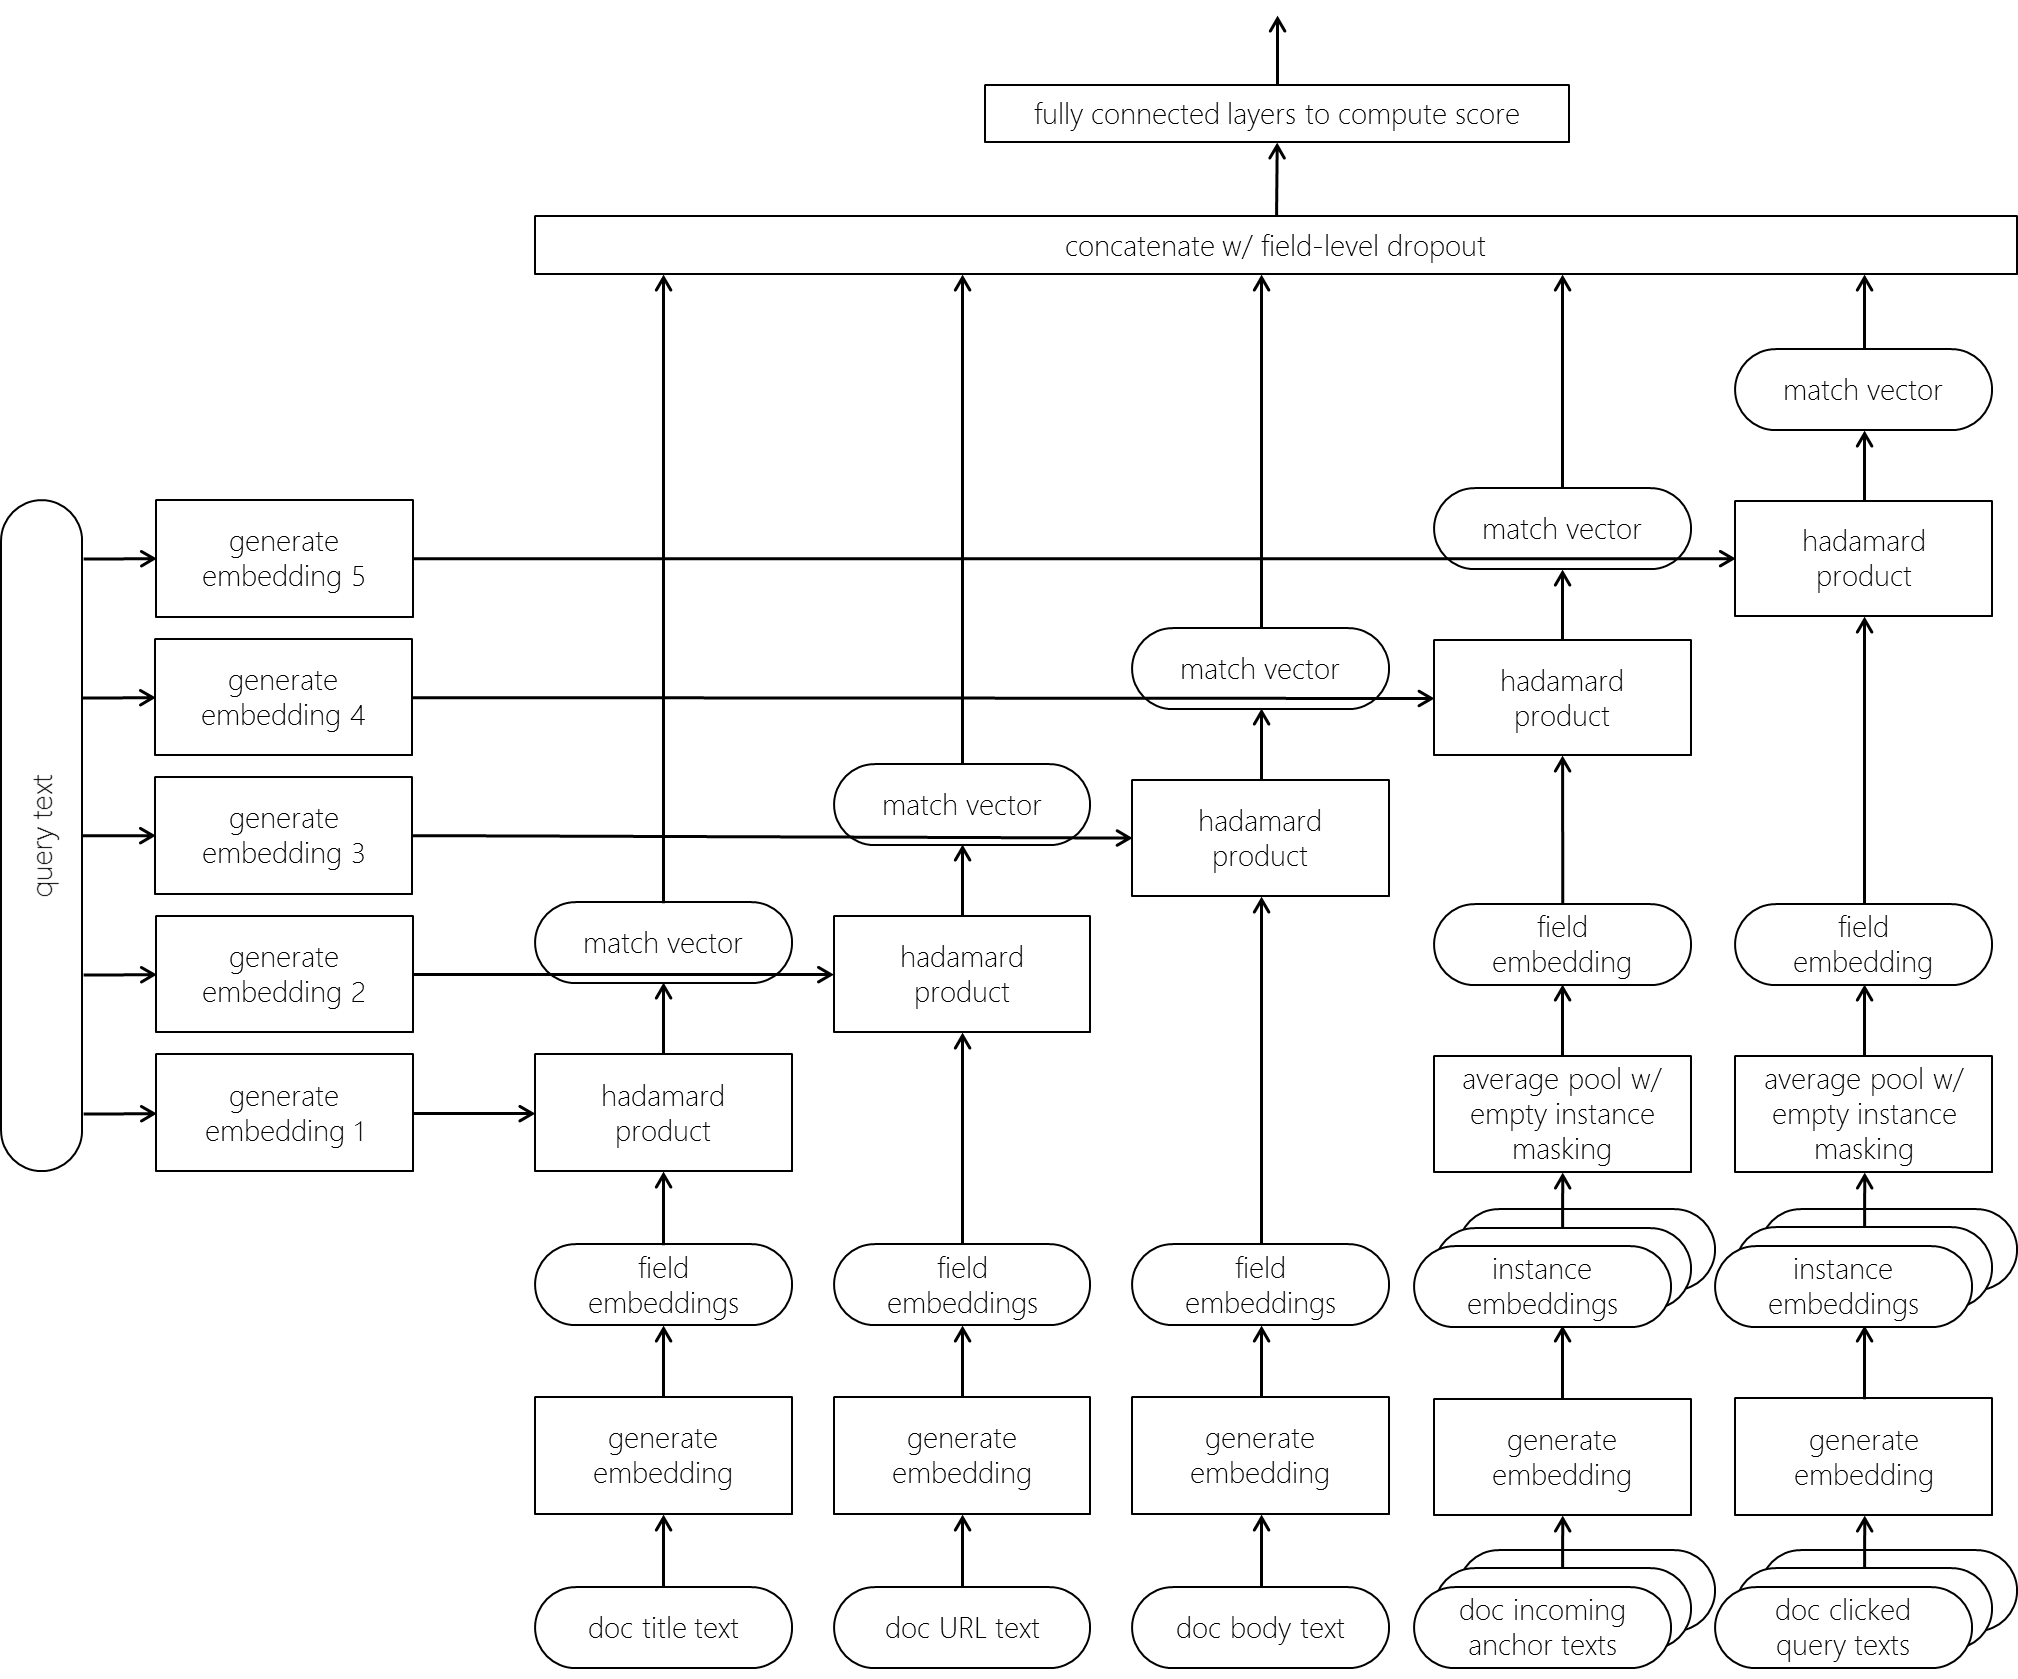 fully connected layers to compute score
concatenate w/ field-level dropout
match vector
match vector
generate
embedding 5
hadamard
product
match vector
generate
embedding 4
hadamard
product
match vector
query text
generate
embedding 3
hadamard
product
match vector
generate
embedding 2
hadamard
product
field
embedding
field
embedding
generate
embedding 1
hadamard
product
average pool w/
empty instance
masking
average pool w/
empty instance
masking
field
embeddings
field
embeddings
field
embeddings
instance
embeddings
instance
embeddings
generate
embedding
generate
embedding
generate
embedding
generate
embedding
generate
embedding
doc title text
doc URL text
doc body text
doc incoming
anchor texts
doc clicked
query texts